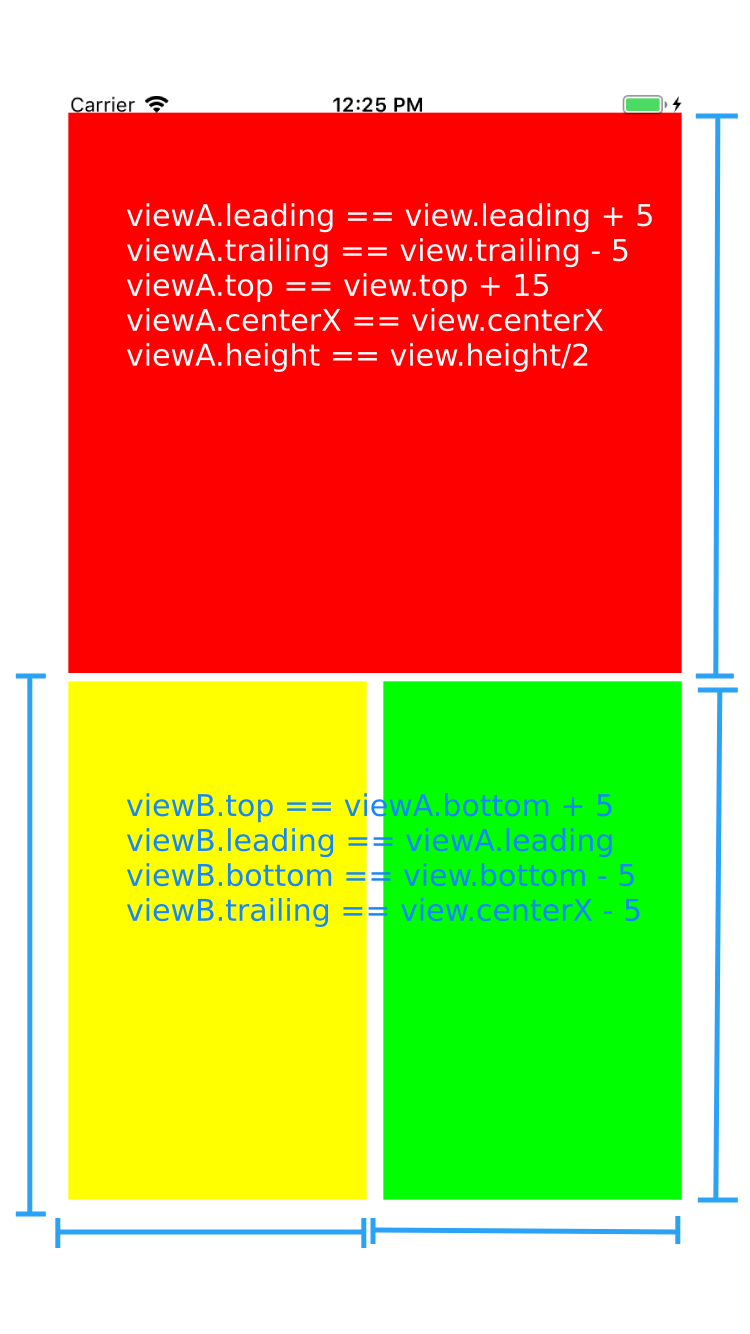 Carrier 12:25 PM
viewA.leading == view.leading + 5
viewA.trailing == view.trailing - 5
viewA.top == view.top + 15
viewA.centerX == view.centerX
viewA.height == view.height/2
viewB.top == viewA.bottom + 5
viewB.leading == viewA.leading
viewB.bottom == view.bottom - 5
viewB.trailing == view.centerX - 5